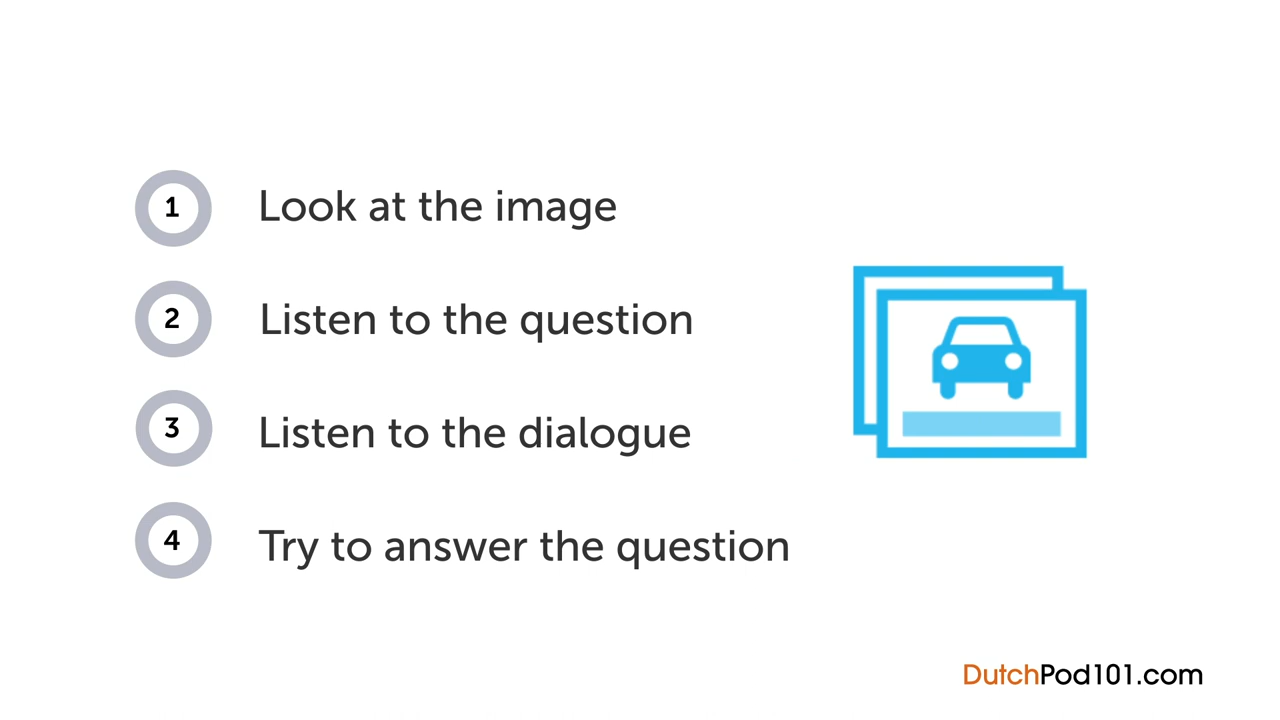 1 Look at the image
2 Listen to the question
3 Listen to the dialogue
4 Try to answer the question
DutchPod101.com